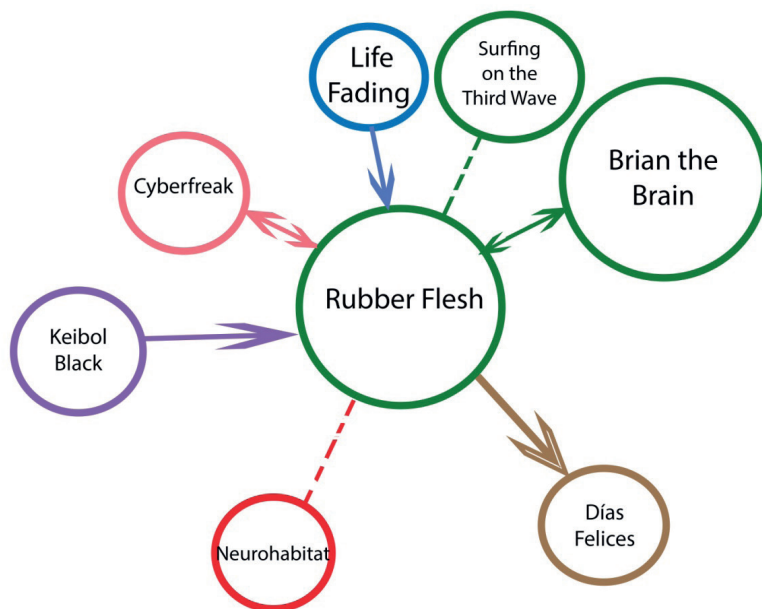 Life
Fading
Surfing
on the
Third Wave
Brian the
Brain
Cyberfreak
Rubber Flesh
Keibol
Black
Días
Felices
Neurohabitat